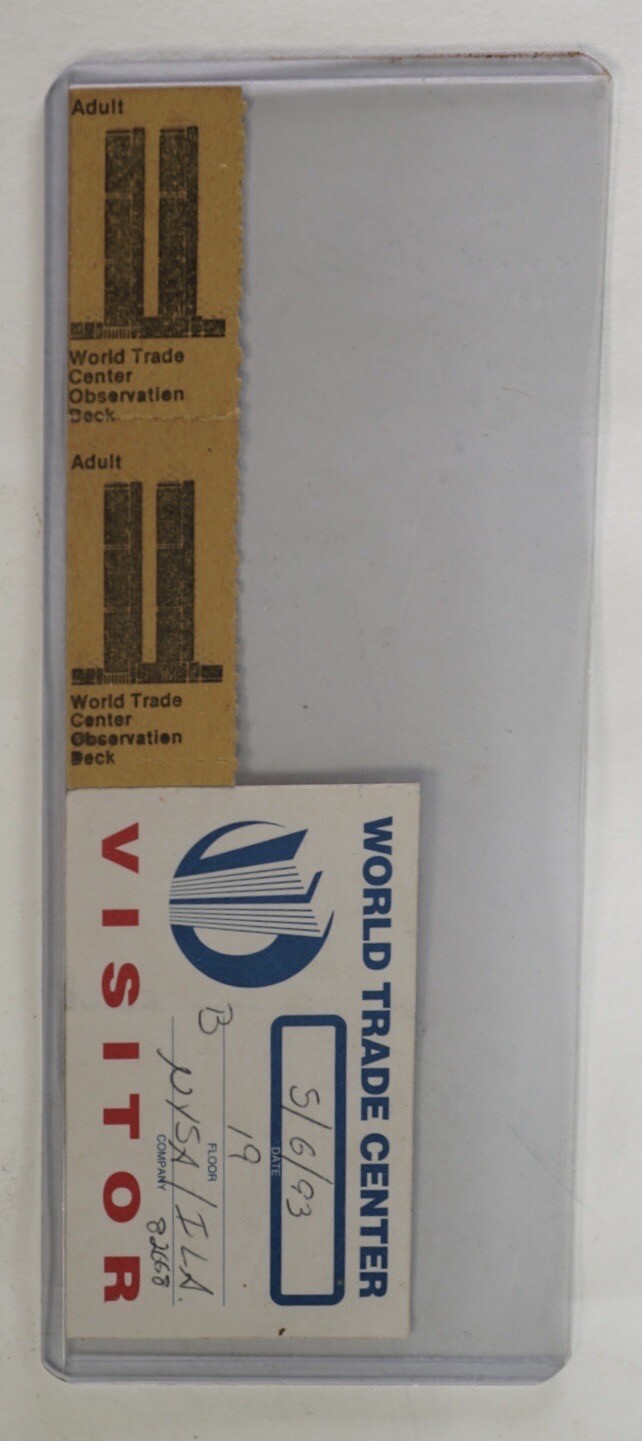 Adult
World Trade
Center
Observation
Deck
Adult
World Trade
Center
Observation
Deck
WORLD TRADE CENTER
5/6/93
DATE
B 19
FLOOR
NYSA/ILA.
COMPANY
82668
VISITOR